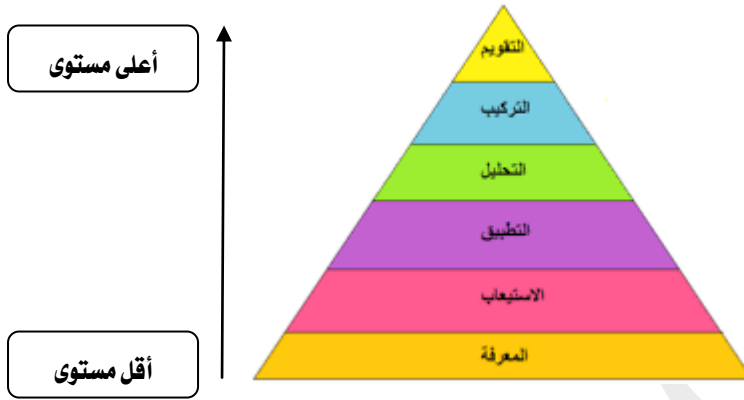 أعلى مستوى
التقويم
التركيب
التحليل
التطبيق
الاستيعاب
المعرفة
أقل مستوى